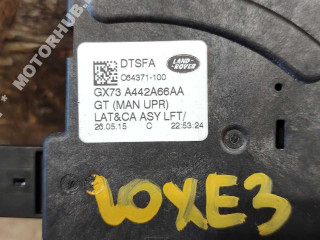 MOTORHUB.
DTSFA
LAND-
ROVER
C64371-100
GX73 A442A66AA
GT (MAN UPR)
LAT&CA ASY LFT/
26.05.15 C 22:53:24
LOXE3